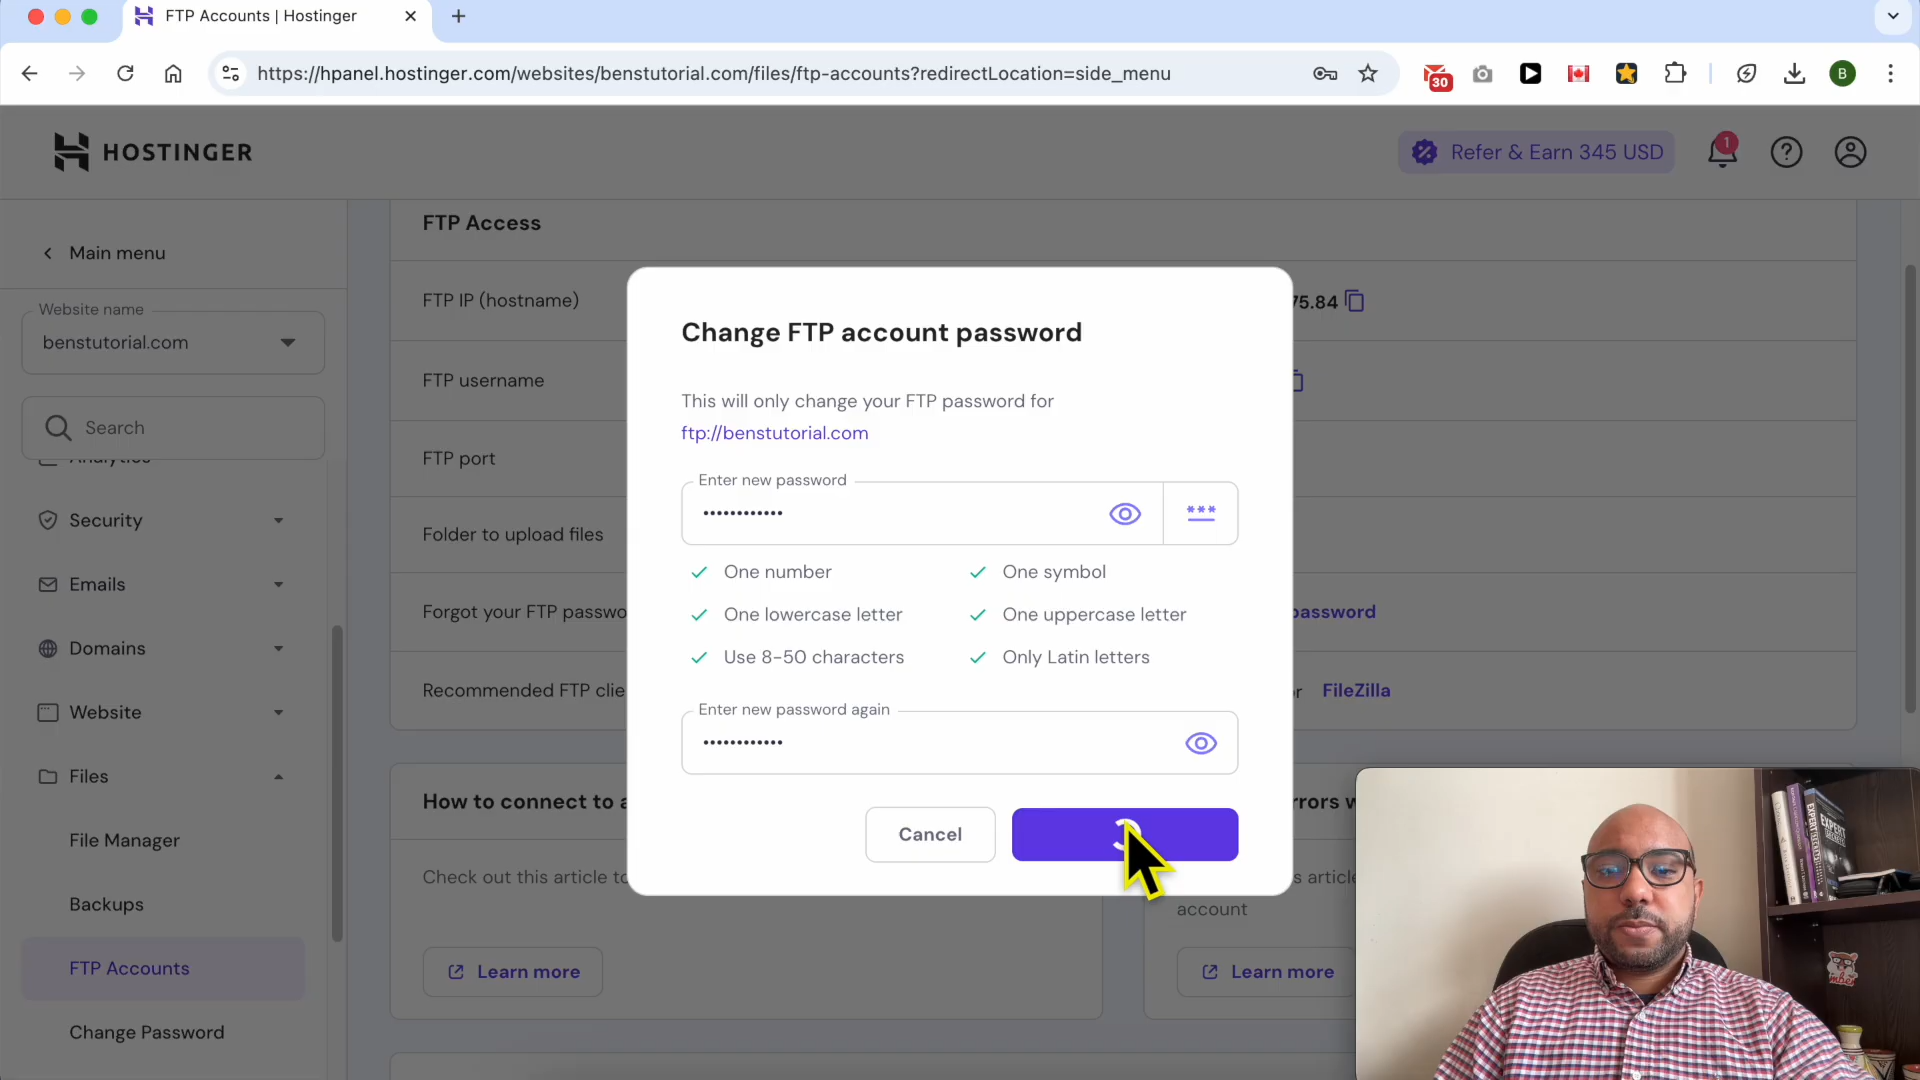 FTP Accounts | Hostinger
https://hpanel.hostinger.com/websites/benstutorial.com/files/ftp-accounts?redirectLocation=side_menu
30
B
HOSTINGER
Refer & Earn 345 USD
1
Main menu
Website name
benstutorial.com
Search
Analytics
Security
Emails
Domains
Website
Files
File Manager
Backups
FTP Accounts
Change Password
FTP Access
FTP IP (hostname)
75.84
FTP username
FTP port
Folder to upload files
Forgot your FTP passwo
password
Recommended FTP clie
or FileZilla
Change FTP account password
This will only change your FTP password for
ftp://benstutorial.com
Enter new password
••••••••••••
One number
One symbol
One lowercase letter
One uppercase letter
Use 8-50 characters
Only Latin letters
Enter new password again
••••••••••••
Cancel
How to connect to a
Check out this article to
Learn more
rrors w
s article
account
Learn more
EXPERT